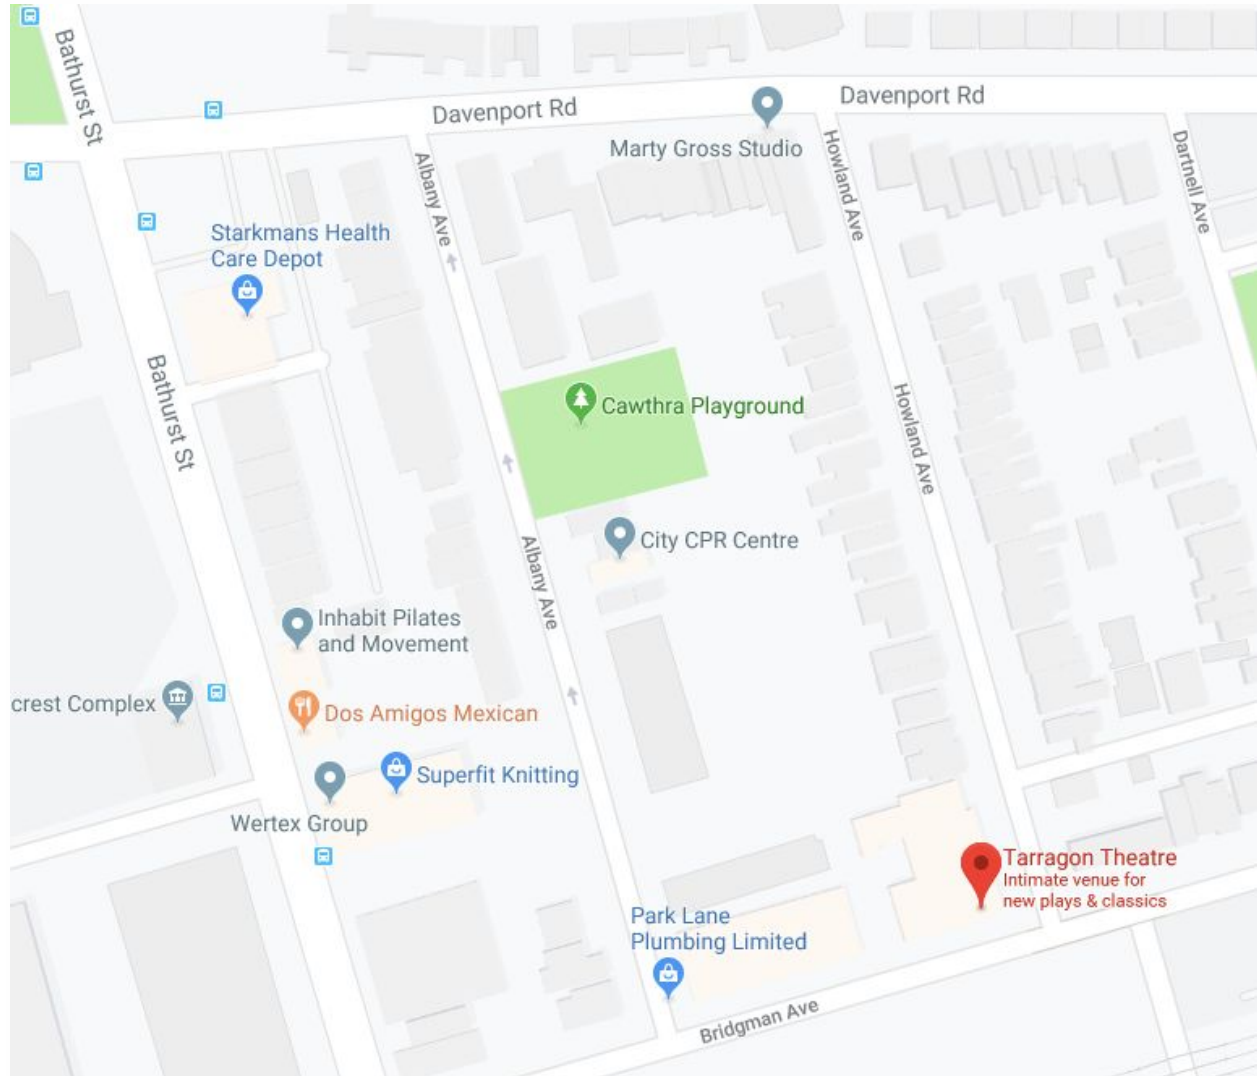 Bathurst St
Davenport Rd
Davenport Rd
Marty Gross Studio
Albany Ave
Howland Ave
Dartnell Ave
Starkmans Health
Care Depot
Bathurst St
Cawthra Playground
Howland Ave
City CPR Centre
Albany Ave
Inhabit Pilates
and Movement
crest Complex
Dos Amigos Mexican
Superfit Knitting
Wertex Group
Tarragon Theatre
Intimate venue for
new plays & classics
Park Lane
Plumbing Limited
Bridgman Ave